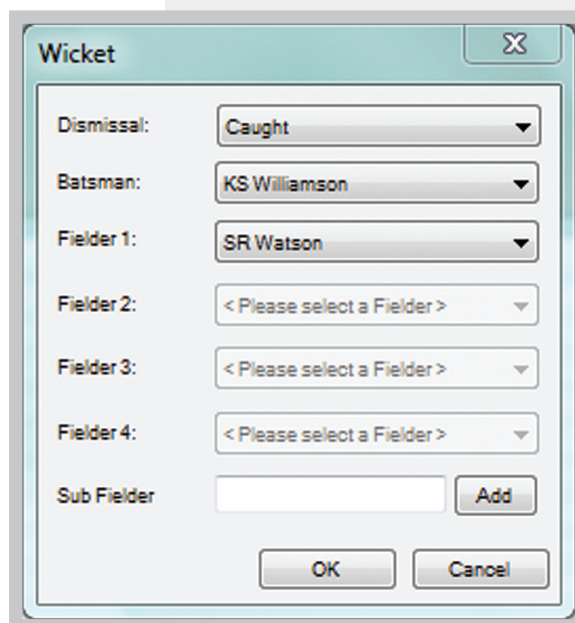 Wicket
Dismissal: Caught
Batsman: KS Williamson
Fielder 1: SR Watson
Fielder 2: < Please select a Fielder >
Fielder 3: < Please select a Fielder >
Fielder 4: < Please select a Fielder >
Sub Fielder Add
OK Cancel